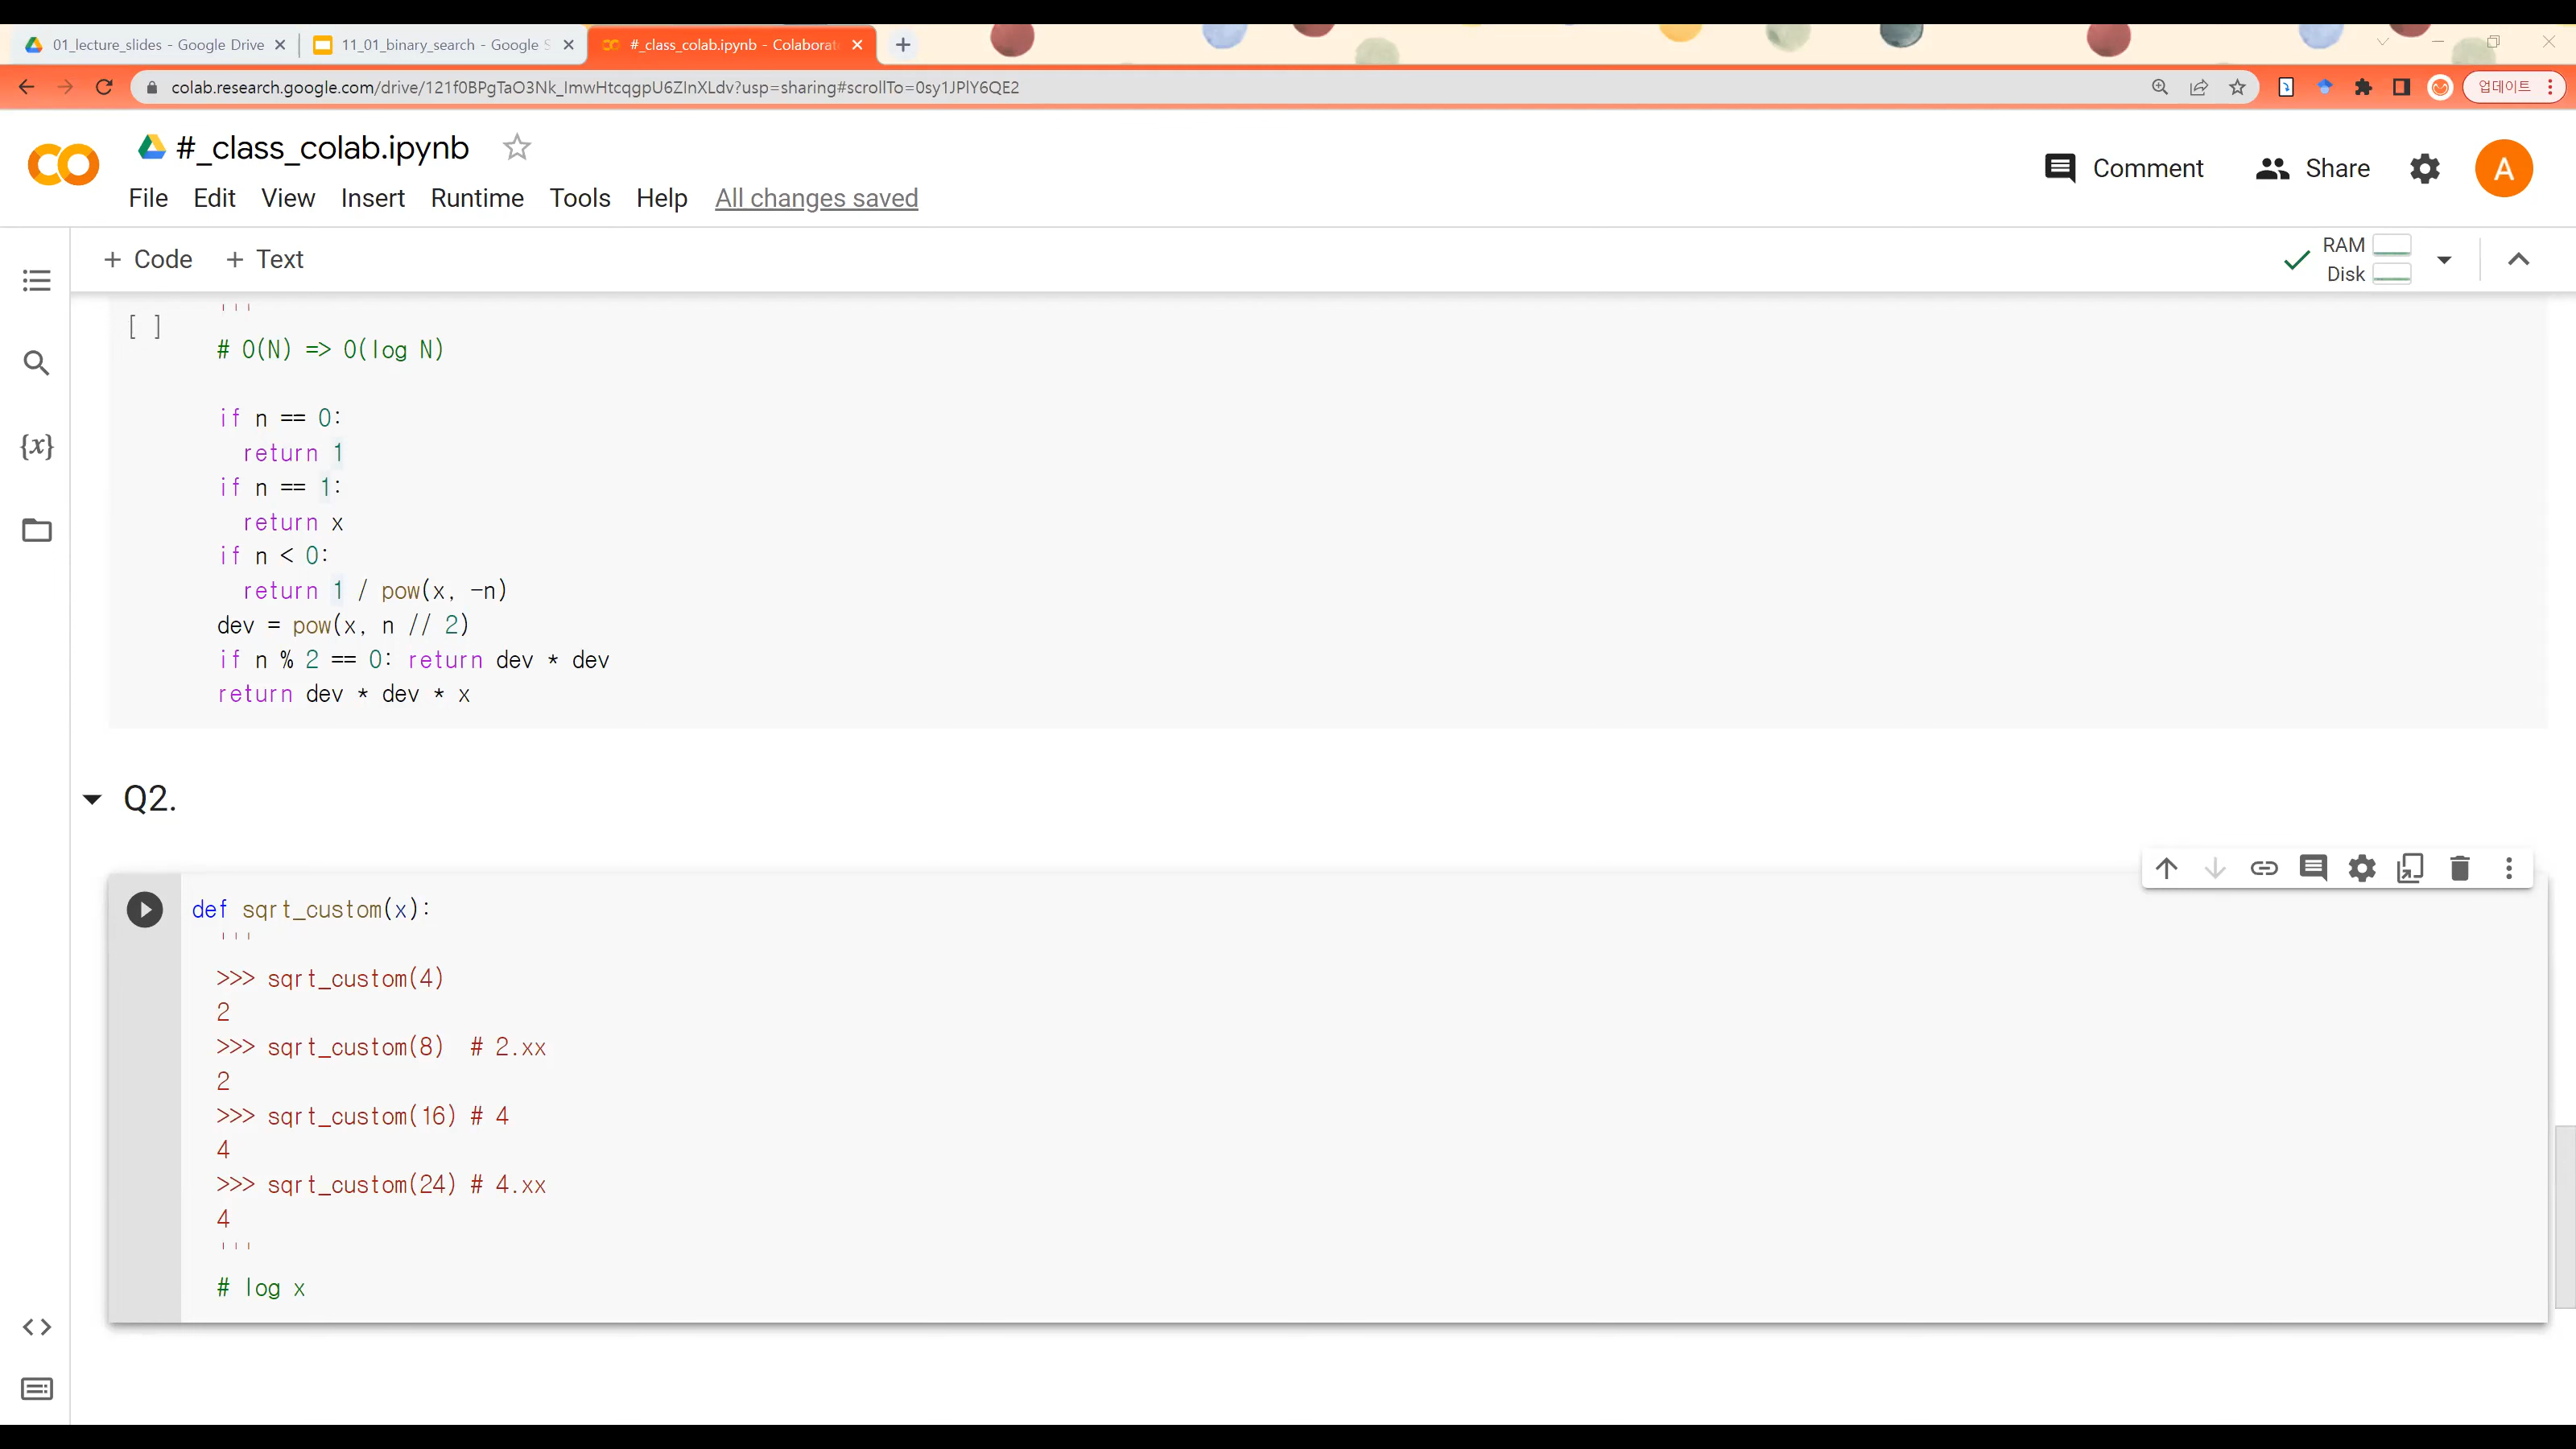 01_lecture_slides - Google Drive
11_01_binary_search - Google S
#_class_colab.ipynb - Colaborat
colab.research.google.com/drive/121f0BPgTaO3Nk_ImwHtcqgpU6ZInXLdv?usp=sharing#scrollTo=0sy1JPlY6QE2
업데이트
CO
#_class_colab.ipynb
Comment
Share
A
File Edit View Insert Runtime Tools Help All changes saved
+ Code + Text
RAM
Disk
{x}
[ ]
'''
# O(N) => O(log N)
if n == 0:
return 1
if n == 1:
return x
if n < 0:
return 1 / pow(x, -n)
dev = pow(x, n // 2)
if n % 2 == 0: return dev * dev
return dev * dev * x
Q2.
def sqrt_custom(x):
'''
>>> sqrt_custom(4)
2
>>> sqrt_custom(8) # 2.xx
2
>>> sqrt_custom(16) # 4
4
>>> sqrt_custom(24) # 4.xx
4
'''
# log x